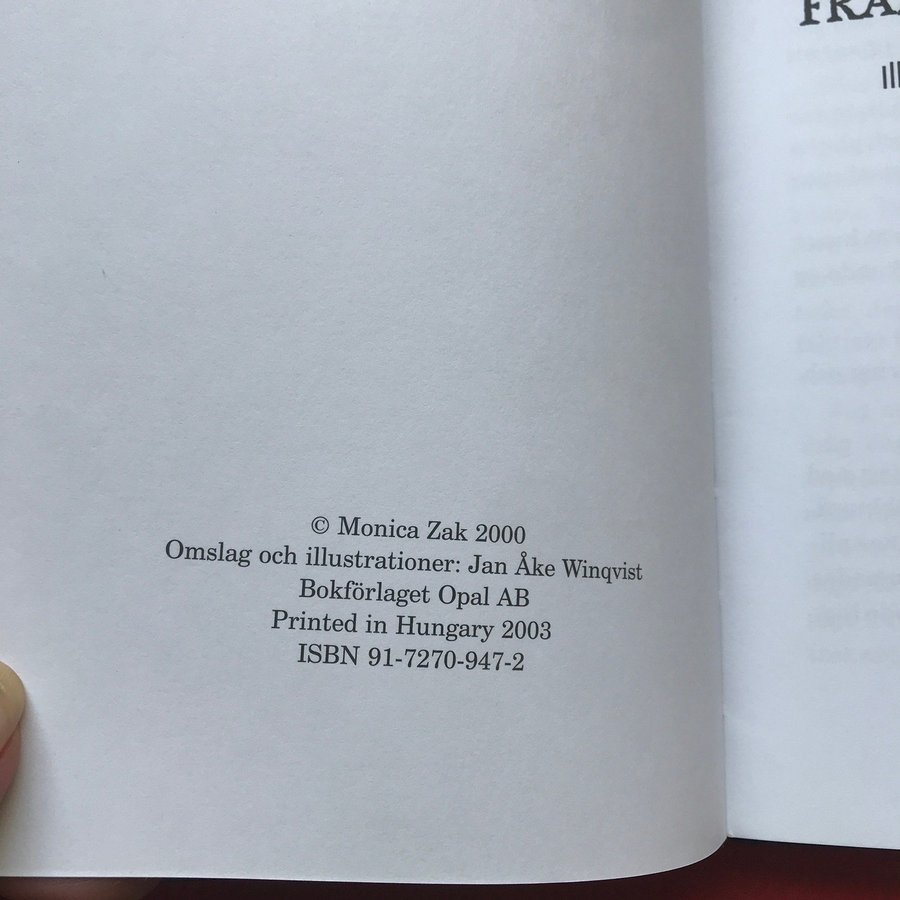 © Monica Zak 2000
Omslag och illustrationer: Jan Åke Winqvist
Bokförlaget Opal AB
Printed in Hungary 2003
ISBN 91-7270-947-2